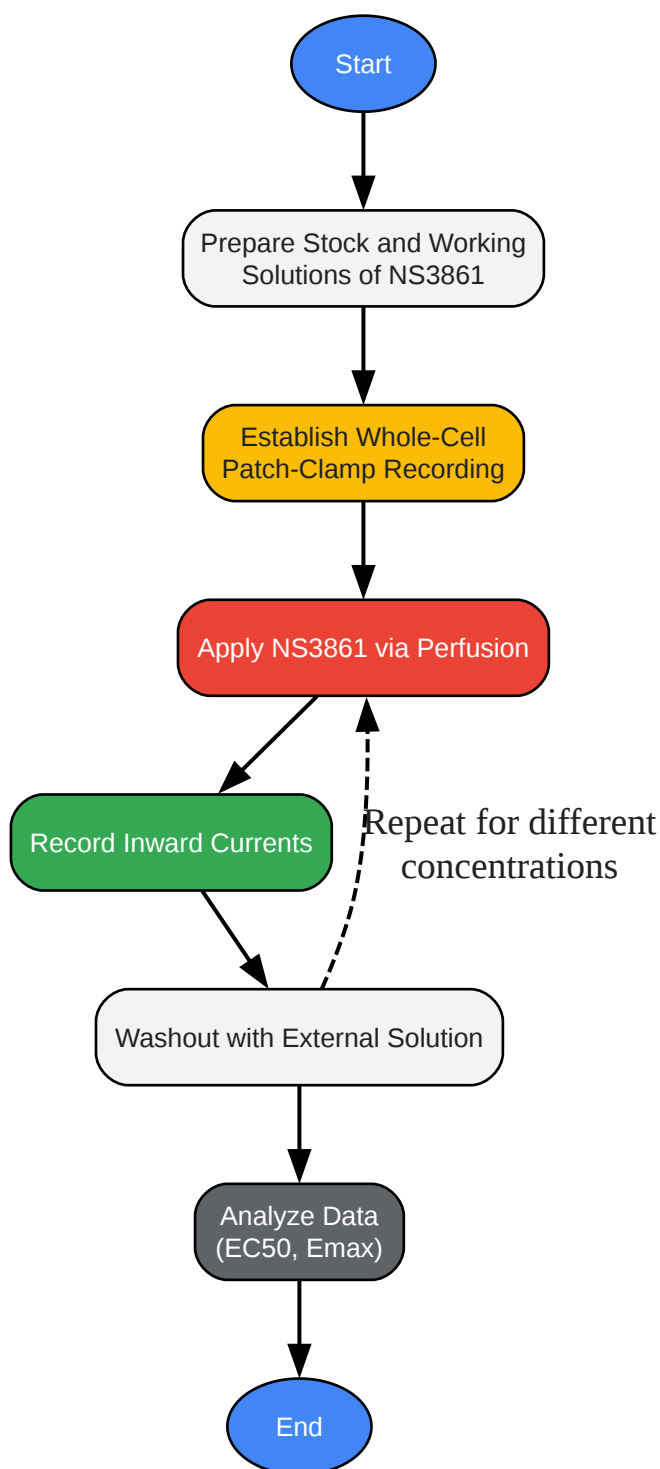 Start
Prepare Stock and Working
Solutions of NS3861
Establish Whole-Cell
Patch-Clamp Recording
Apply NS3861 via Perfusion
Record Inward Currents
Repeat for different
concentrations
Washout with External Solution
Analyze Data
(EC50, Emax)
End